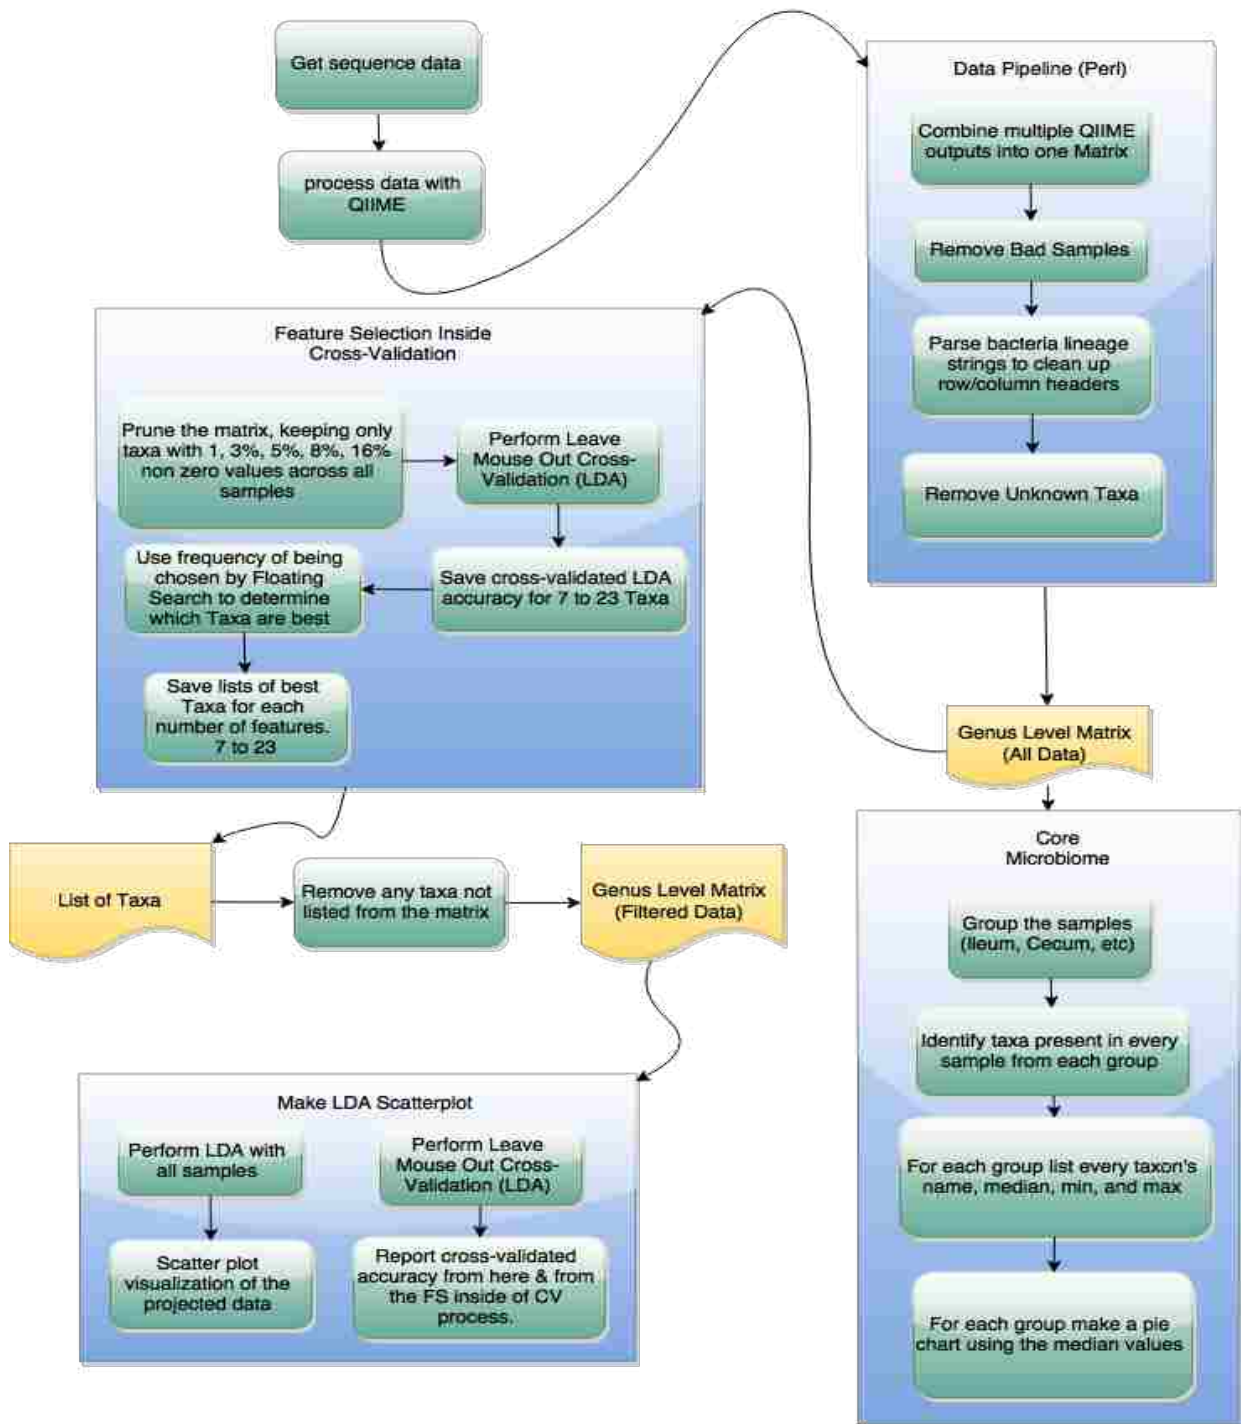 Get sequence data
process data with
QIIME
Data Pipeline (Perl)
Combine multiple QIIME
outputs into one Matrix
Remove Bad Samples
Parse bacteria lineage
strings to clean up
row/column headers
Remove Unknown Taxa
Feature Selection Inside
Cross-Validation
Prune the matrix, keeping only
taxa with 1, 3%, 5%, 8%, 16%
non zero values across all
samples
Perform Leave
Mouse Out Cross-
Validation (LDA)
Save cross-validated LDA
accuracy for 7 to 23 Taxa
Use frequency of being
chosen by Floating
Search to determine
which Taxa are best
Save lists of best
Taxa for each
number of features.
7 to 23
Genus Level Matrix
(All Data)
List of Taxa
Remove any taxa not
listed from the matrix
Genus Level Matrix
(Filtered Data)
Core
Microbiome
Group the samples
(Ileum, Cecum, etc)
Identify taxa present in every
sample from each group
For each group list every taxon's
name, median, min, and max
For each group make a pie
chart using the median values
Make LDA Scatterplot
Perform LDA with
all samples
Scatter plot
visualization of the
projected data
Perform Leave
Mouse Out Cross-
Validation (LDA)
Report cross-validated
accuracy from here & from
the FS inside of CV
process.